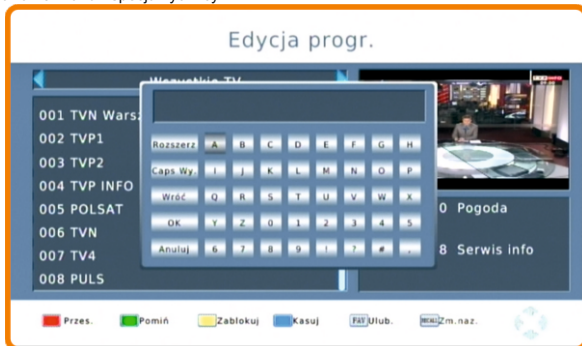 Edycja progr.
Wszystkie TV
001 TVN Warsz
002 TVP1
003 TVP2
004 TVP INFO
005 POLSAT
006 TVN
007 TV4
008 PULS
Rozszerz A B C D E F G H
Caps Wy. I J K L M N O P
Wróć Q R S T U V W X
OK Y Z 0 1 2 3 4 5
Anuluj 6 7 8 9 ! ? # .
0 Pogoda
8 Serwis info
Przes. Pomiń Zablokuj Kasuj FAV Ulub. Zm.naz.